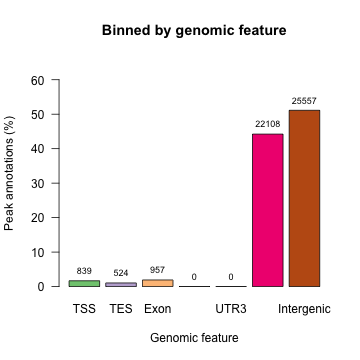 Binned by genomic feature
Peak annotations (%)
60
50
40
30
20
10
0
839
524
957
0
0
22108
25557
TSS
TES
Exon
UTR3
Intergenic
Genomic feature